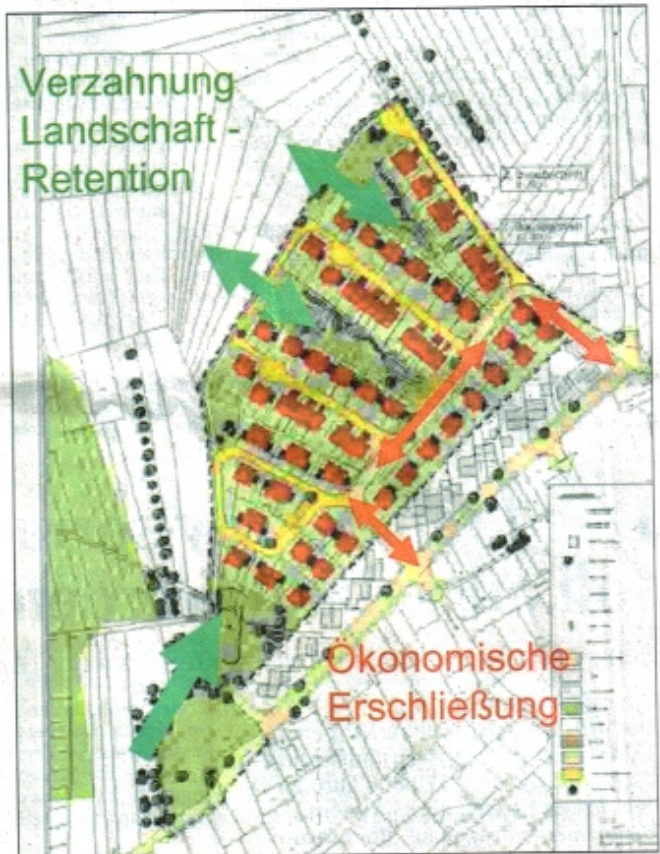 Verzahnung
Landschaft -
Retention
Ökonomische
Erschließung